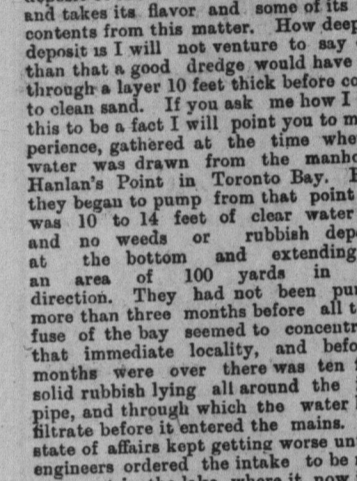 and takes its flavor and some of its
contents from this matter. How deep
deposit is I will not venture to say
than that a good dredge would have
through a layer 10 feet thick before
to clean sand. If you ask me how I
this to be a fact I will point you to
perience, gathered at the time
water was drawn from the
Hanlan's Point in Toronto Bay.
they began to pump from that point
was 10 to 14 feet of clear water
and no weeds or rubbish
at the bottom and extending
an area of 100 yards in
direction. They had not been
more than three months before all
fuse of the bay seemed to
that immediate locality, and
months were over there was ten
solid rubbish lying all around the
pipe, and through which the water
filtrate before it entered the mains.
state of affairs kept getting worse
engineers ordered the intake to be
where it now